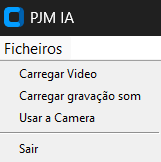 PJM IA
Ficheiros
Carregar Video
Carregar gravação som
Usar a Camera
Sair